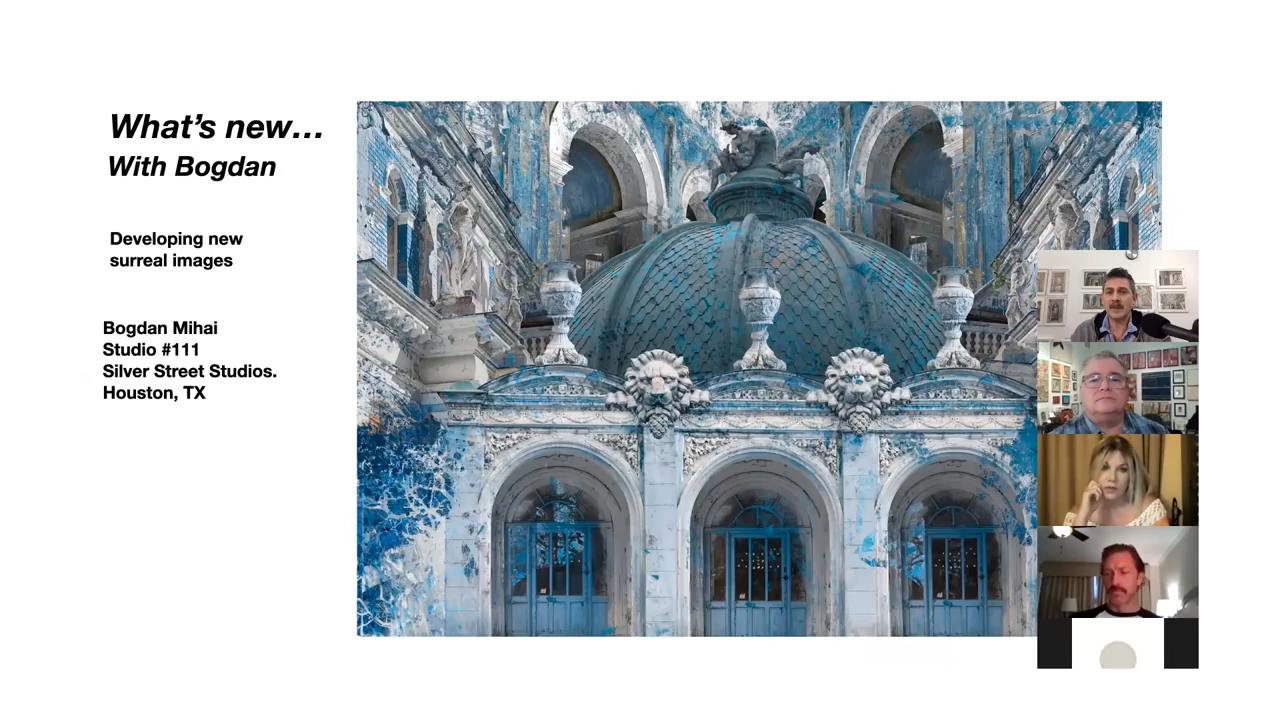 What’s new…
With Bogdan
Developing new
surreal images
Bogdan Mihai
Studio #111
Silver Street Studios.
Houston, TX